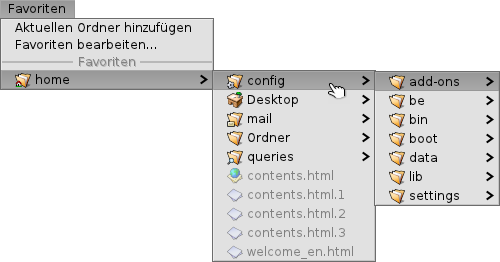 Favoriten
Aktuellen Ordner hinzufügen
Favoriten bearbeiten...
Favoriten
home
config
Desktop
mail
Ordner
queries
contents.html
contents.html.1
contents.html.2
contents.html.3
welcome_en.html
add-ons
be
bin
boot
data
lib
settings